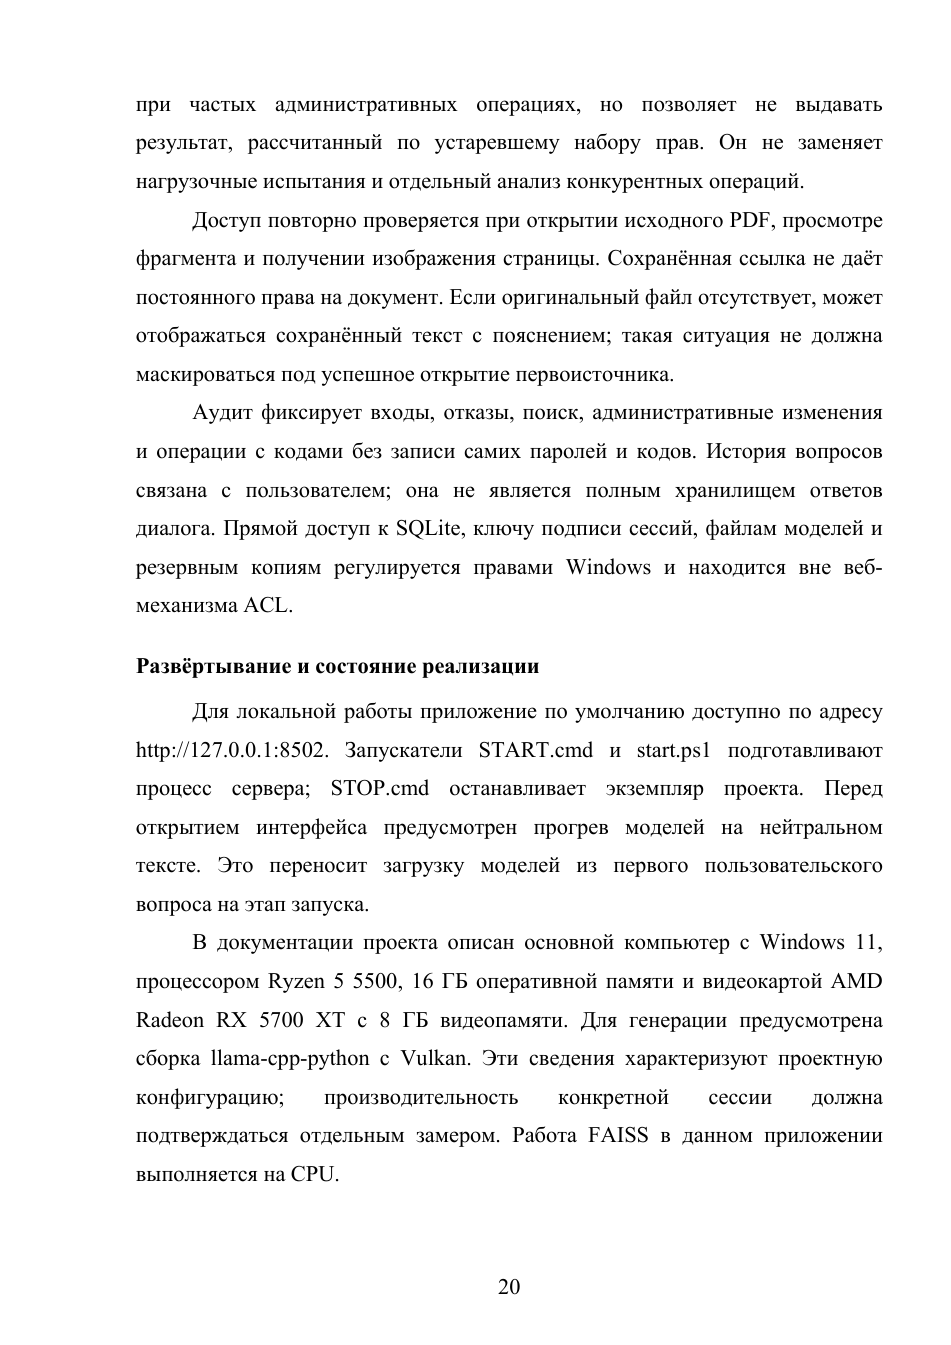 при частых административных операциях, но позволяет не выдавать
результат, рассчитанный по устаревшему набору прав. Он не заменяет
нагрузочные испытания и отдельный анализ конкурентных операций.
Доступ повторно проверяется при открытии исходного PDF, просмотре
фрагмента и получении изображения страницы. Сохранённая ссылка не даёт
постоянного права на документ. Если оригинальный файл отсутствует, может
отображаться сохранённый текст с пояснением; такая ситуация не должна
маскироваться под успешное открытие первоисточника.
Аудит фиксирует входы, отказы, поиск, административные изменения
и операции с кодами без записи самих паролей и кодов. История вопросов
связана с пользователем; она не является полным хранилищем ответов
диалога. Прямой доступ к SQLite, ключу подписи сессий, файлам моделей и
резервным копиям регулируется правами Windows и находится вне веб-
механизма ACL.
Развёртывание и состояние реализации
Для локальной работы приложение по умолчанию доступно по адресу
http://127.0.0.1:8502. Запускатели START.cmd и start.ps1 подготавливают
процесс сервера; STOP.cmd останавливает экземпляр проекта. Перед
открытием интерфейса предусмотрен прогрев моделей на нейтральном
тексте. Это переносит загрузку моделей из первого пользовательского
вопроса на этап запуска.
В документации проекта описан основной компьютер с Windows 11,
процессором Ryzen 5 5500, 16 ГБ оперативной памяти и видеокартой AMD
Radeon RX 5700 XT с 8 ГБ видеопамяти. Для генерации предусмотрена
сборка llama-cpp-python с Vulkan. Эти сведения характеризуют проектную
конфигурацию; производительность конкретной сессии должна
подтверждаться отдельным замером. Работа FAISS в данном приложении
выполняется на CPU.
20